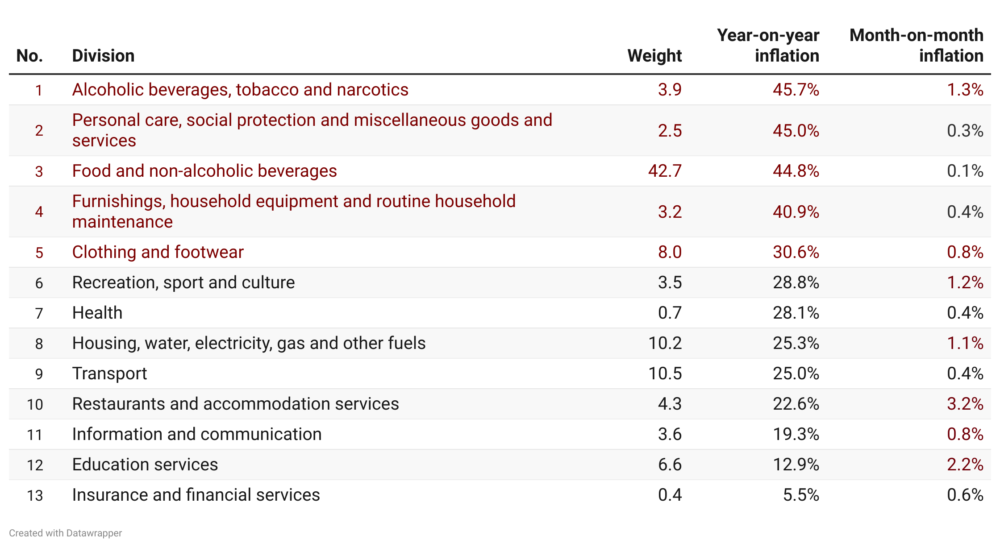 No. Division Weight Year-on-year inflation Month-on-month inflation
1 Alcoholic beverages, tobacco and narcotics 3.9 45.7% 1.3%
2 Personal care, social protection and miscellaneous goods and services 2.5 45.0% 0.3%
3 Food and non-alcoholic beverages 42.7 44.8% 0.1%
4 Furnishings, household equipment and routine household maintenance 3.2 40.9% 0.4%
5 Clothing and footwear 8.0 30.6% 0.8%
6 Recreation, sport and culture 3.5 28.8% 1.2%
7 Health 0.7 28.1% 0.4%
8 Housing, water, electricity, gas and other fuels 10.2 25.3% 1.1%
9 Transport 10.5 25.0% 0.4%
10 Restaurants and accommodation services 4.3 22.6% 3.2%
11 Information and communication 3.6 19.3% 0.8%
12 Education services 6.6 12.9% 2.2%
13 Insurance and financial services 0.4 5.5% 0.6%
Created with Datawrapper